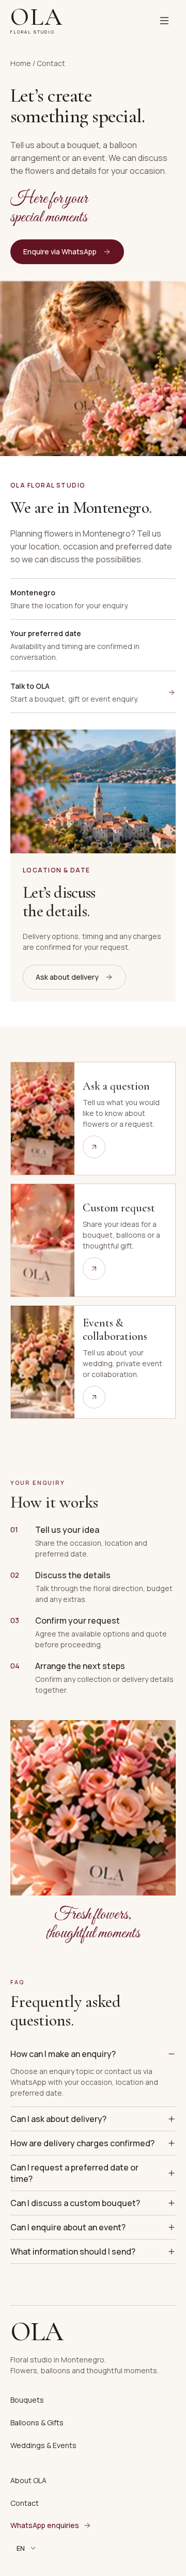 OLA
FLORAL STUDIO
Home / Contact
Let's create
something special.
Tell us about a bouquet, a balloon
arrangement or an event. We can discuss
the flowers and details for your occasion.
Here for your
special moments
Enquire via WhatsApp
OLA
OLA FLORAL STUDIO
We are in Montenegro.
Planning flowers in Montenegro? Tell us
your location, occasion and preferred date
so we can discuss the possibilities.
Montenegro
Share the location for your enquiry.
Your preferred date
Availability and timing are confirmed in
conversation.
Talk to OLA
Start a bouquet, gift or event enquiry.
LOCATION & DATE
Let's discuss
the details.
Delivery options, timing and any charges
are confirmed for your request.
Ask about delivery
OLA
Ask a question
Tell us what you would
like to know about
flowers or a request.
OLA
Custom request
Share your ideas for a
bouquet, balloons or a
thoughtful gift.
OLA
Events &
collaborations
Tell us about your
wedding, private event
or collaboration.
YOUR ENQUIRY
How it works
01 Tell us your idea
Share the occasion, location and
preferred date.
02 Discuss the details
Talk through the floral direction, budget
and any extras.
03 Confirm your request
Agree the available options and quote
before proceeding.
04 Arrange the next steps
Confirm any collection or delivery details
together.
OLA
Fresh flowers,
thoughtful moments
FAQ
Frequently asked
questions.
How can I make an enquiry?
Choose an enquiry topic or contact us via
WhatsApp with your occasion, location and
preferred date.
Can I ask about delivery?
How are delivery charges confirmed?
Can I request a preferred date or
time?
Can I discuss a custom bouquet?
Can I enquire about an event?
What information should I send?
OLA
Floral studio in Montenegro.
Flowers, balloons and thoughtful moments.
Bouquets
Balloons & Gifts
Weddings & Events
About OLA
Contact
WhatsApp enquiries
EN